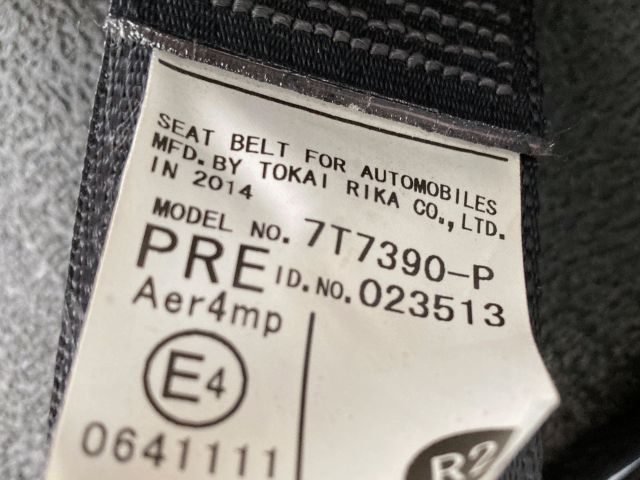 SEAT BELT FOR AUTOMOBILES
MFD. BY TOKAI RIKA CO., LTD.
IN 2014
MODEL NO. 7T7390-P
PRE ID.NO. 023513
Aer4mp
E4
0641111
R2